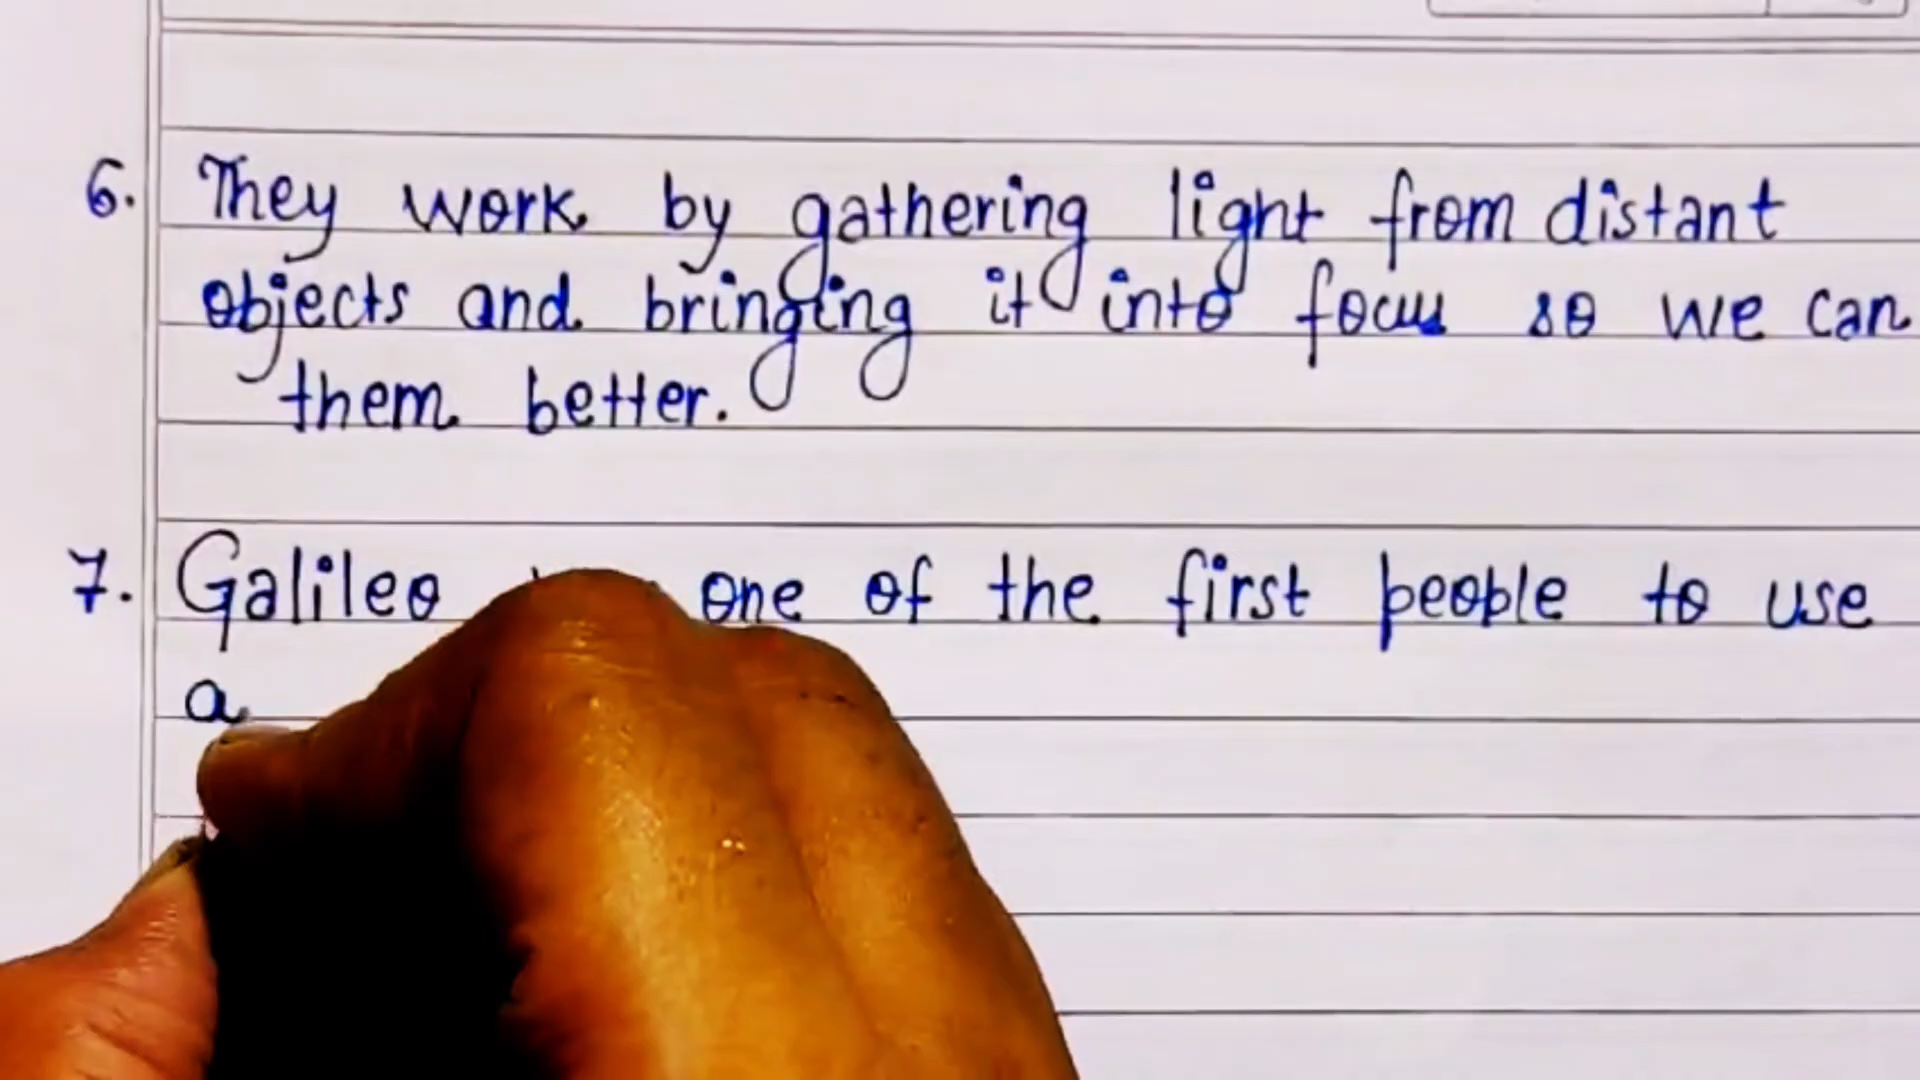 6. They work by gathering light from distant
objects and bringing it into focus so we can
them better.
7. Galileo one of the first people to use
a